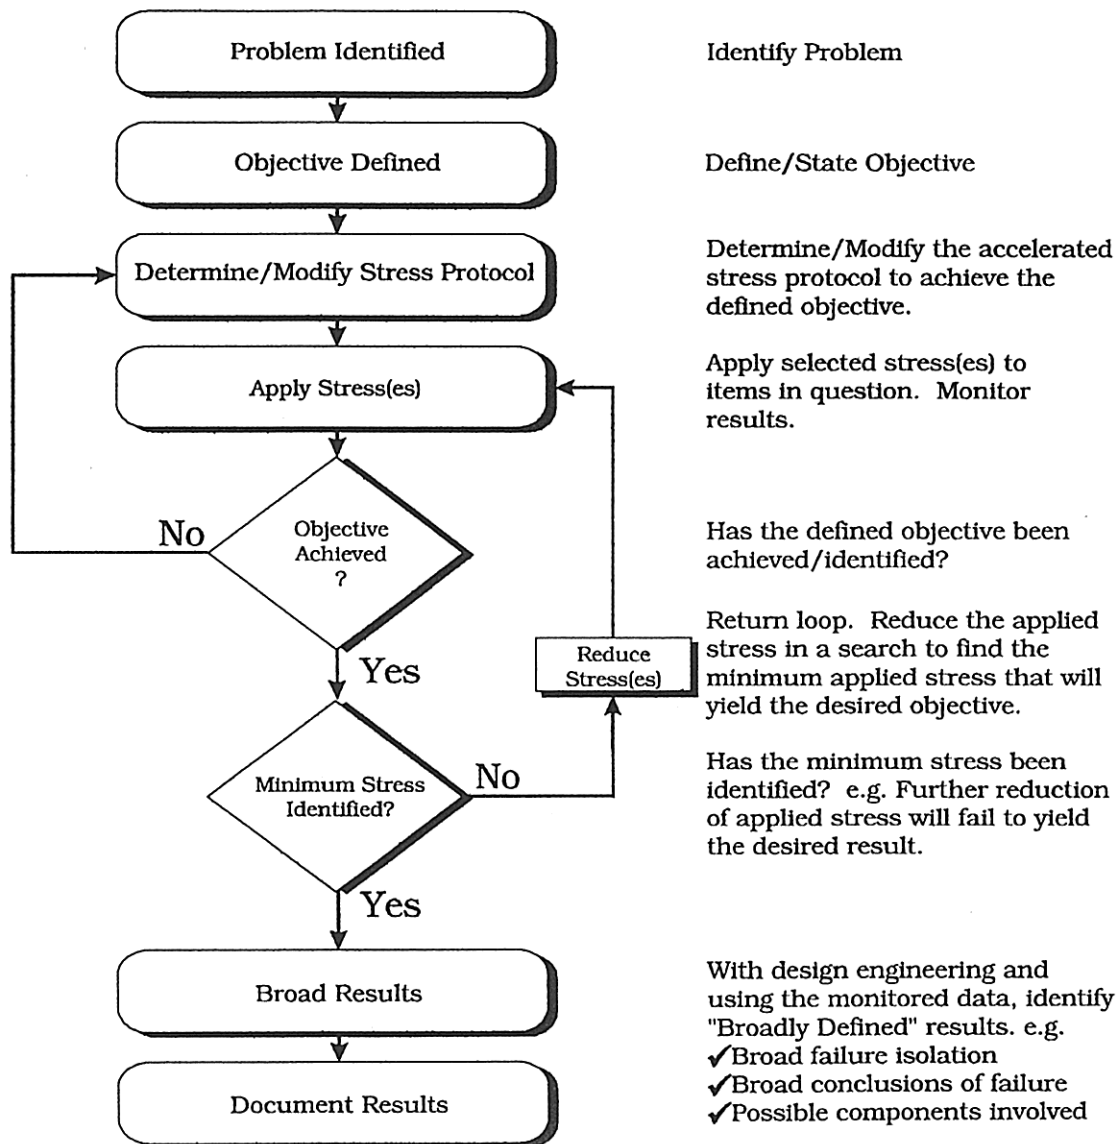 Problem Identified
Identify Problem
Objective Defined
Define/State Objective
Determine/Modify Stress Protocol
Determine/Modify the accelerated
stress protocol to achieve the
defined objective.
Apply Stress(es)
Apply selected stress(es) to
items in question.  Monitor
results.
No
Objective
Achieved
?
Has the defined objective been
achieved/identified?
Yes
Reduce
Stress(es)
Return loop.  Reduce the applied
stress in a search to find the
minimum applied stress that will
yield the desired objective.
Minimum Stress
Identified?
No
Has the minimum stress been
identified?  e.g. Further reduction
of applied stress will fail to yield
the desired result.
Yes
Broad Results
With design engineering and
using the monitored data, identify
"Broadly Defined" results. e.g.
✓Broad failure isolation
✓Broad conclusions of failure
✓Possible components involved
Document Results